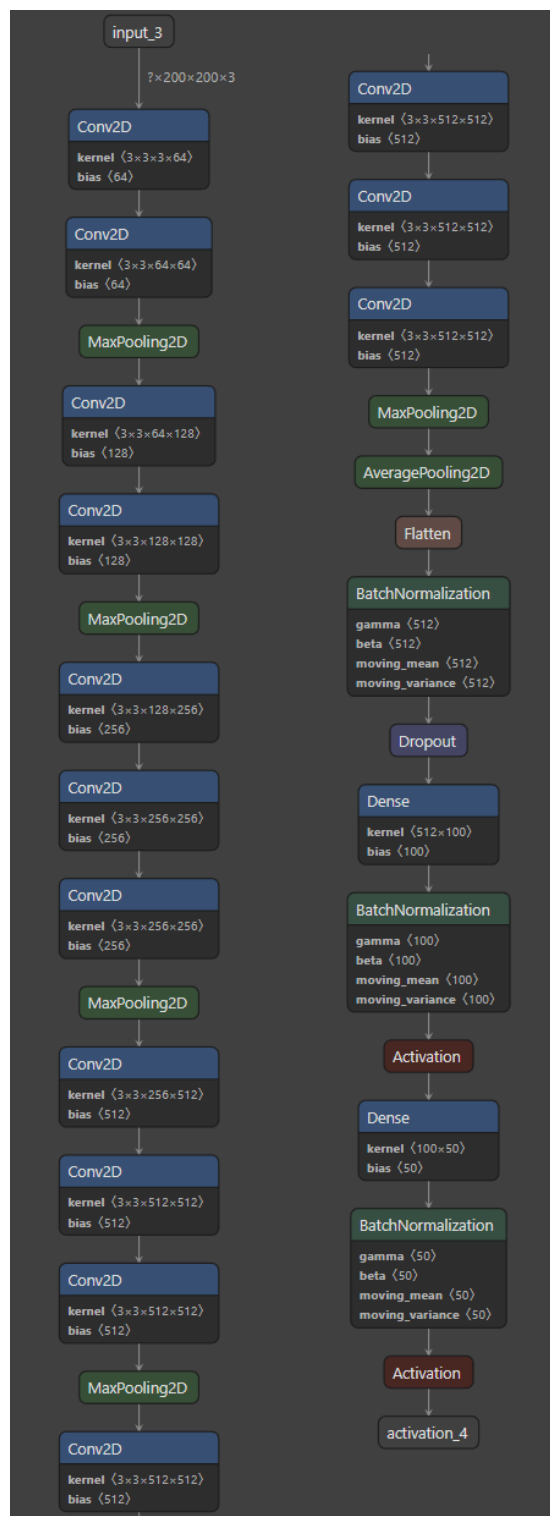 input_3
?×200×200×3
Conv2D
kernel 〈3×3×3×64〉
bias 〈64〉
Conv2D
kernel 〈3×3×64×64〉
bias 〈64〉
MaxPooling2D
Conv2D
kernel 〈3×3×64×128〉
bias 〈128〉
Conv2D
kernel 〈3×3×128×128〉
bias 〈128〉
MaxPooling2D
Conv2D
kernel 〈3×3×128×256〉
bias 〈256〉
Conv2D
kernel 〈3×3×256×256〉
bias 〈256〉
Conv2D
kernel 〈3×3×256×256〉
bias 〈256〉
MaxPooling2D
Conv2D
kernel 〈3×3×256×512〉
bias 〈512〉
Conv2D
kernel 〈3×3×512×512〉
bias 〈512〉
Conv2D
kernel 〈3×3×512×512〉
bias 〈512〉
MaxPooling2D
Conv2D
kernel 〈3×3×512×512〉
bias 〈512〉
Conv2D
kernel 〈3×3×512×512〉
bias 〈512〉
Conv2D
kernel 〈3×3×512×512〉
bias 〈512〉
Conv2D
kernel 〈3×3×512×512〉
bias 〈512〉
MaxPooling2D
AveragePooling2D
Flatten
BatchNormalization
gamma 〈512〉
beta 〈512〉
moving_mean 〈512〉
moving_variance 〈512〉
Dropout
Dense
kernel 〈512×100〉
bias 〈100〉
BatchNormalization
gamma 〈100〉
beta 〈100〉
moving_mean 〈100〉
moving_variance 〈100〉
Activation
Dense
kernel 〈100×50〉
bias 〈50〉
BatchNormalization
gamma 〈50〉
beta 〈50〉
moving_mean 〈50〉
moving_variance 〈50〉
Activation
activation_4